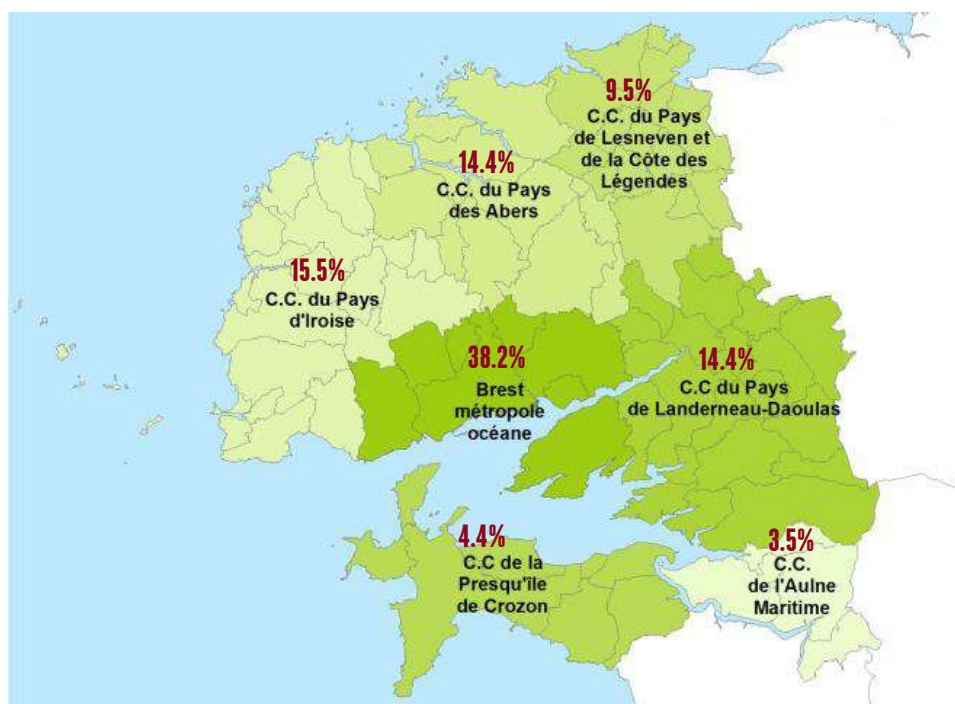 9.5%
C.C. du Pays
de Lesneven et
de la Côte des
Légendes
14.4%
C.C. du Pays
des Abers
15.5%
C.C. du Pays
d'Iroise
38.2%
Brest
métropole
océane
14.4%
C.C du Pays
de Landerneau-Daoulas
4.4%
C.C de la
Presqu'île
de Crozon
3.5%
C.C.
de l'Aulne
Maritime